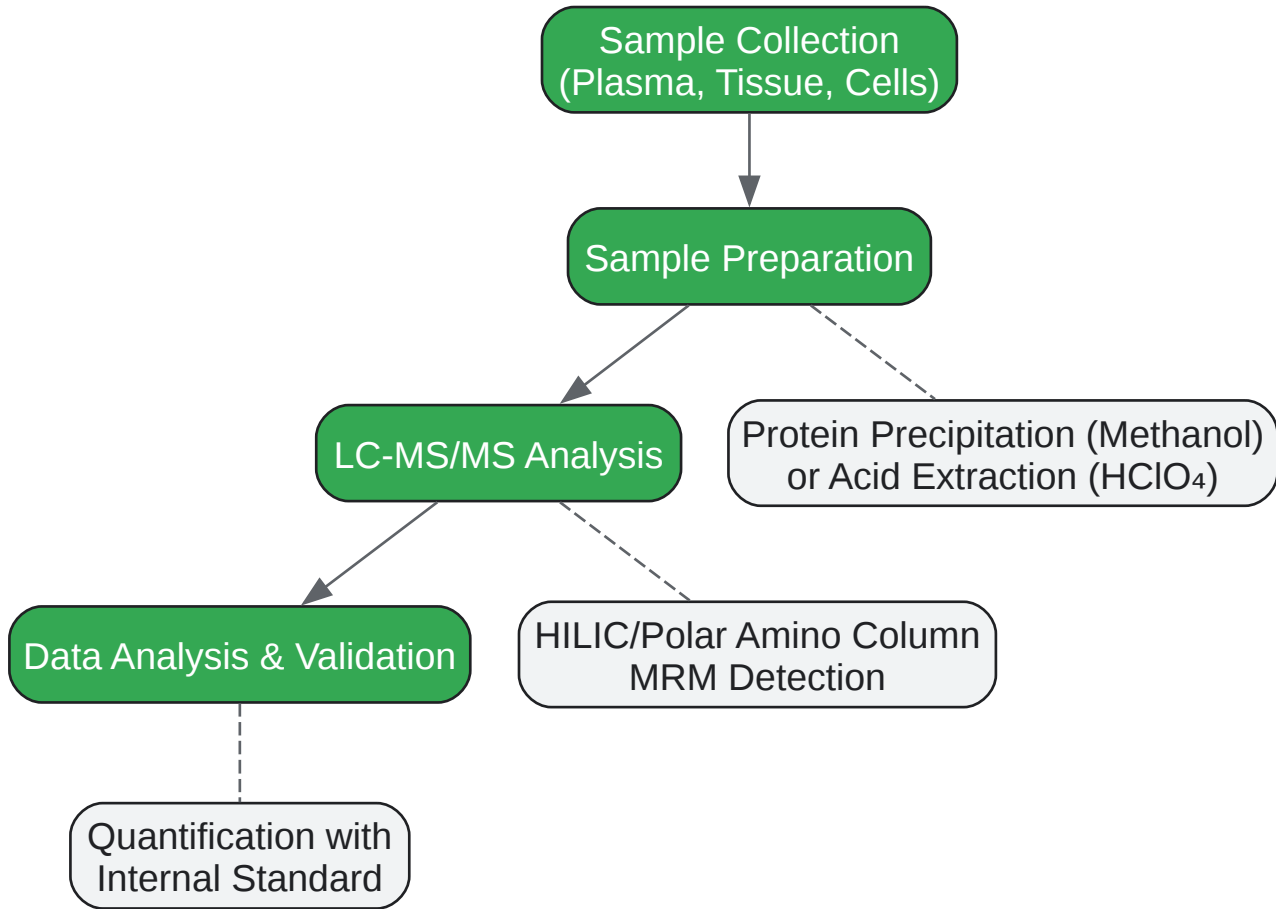 Sample Collection
(Plasma, Tissue, Cells)
Sample Preparation
LC-MS/MS Analysis
Protein Precipitation (Methanol)
or Acid Extraction (HClO₄)
Data Analysis & Validation
HILIC/Polar Amino Column
MRM Detection
Quantification with
Internal Standard